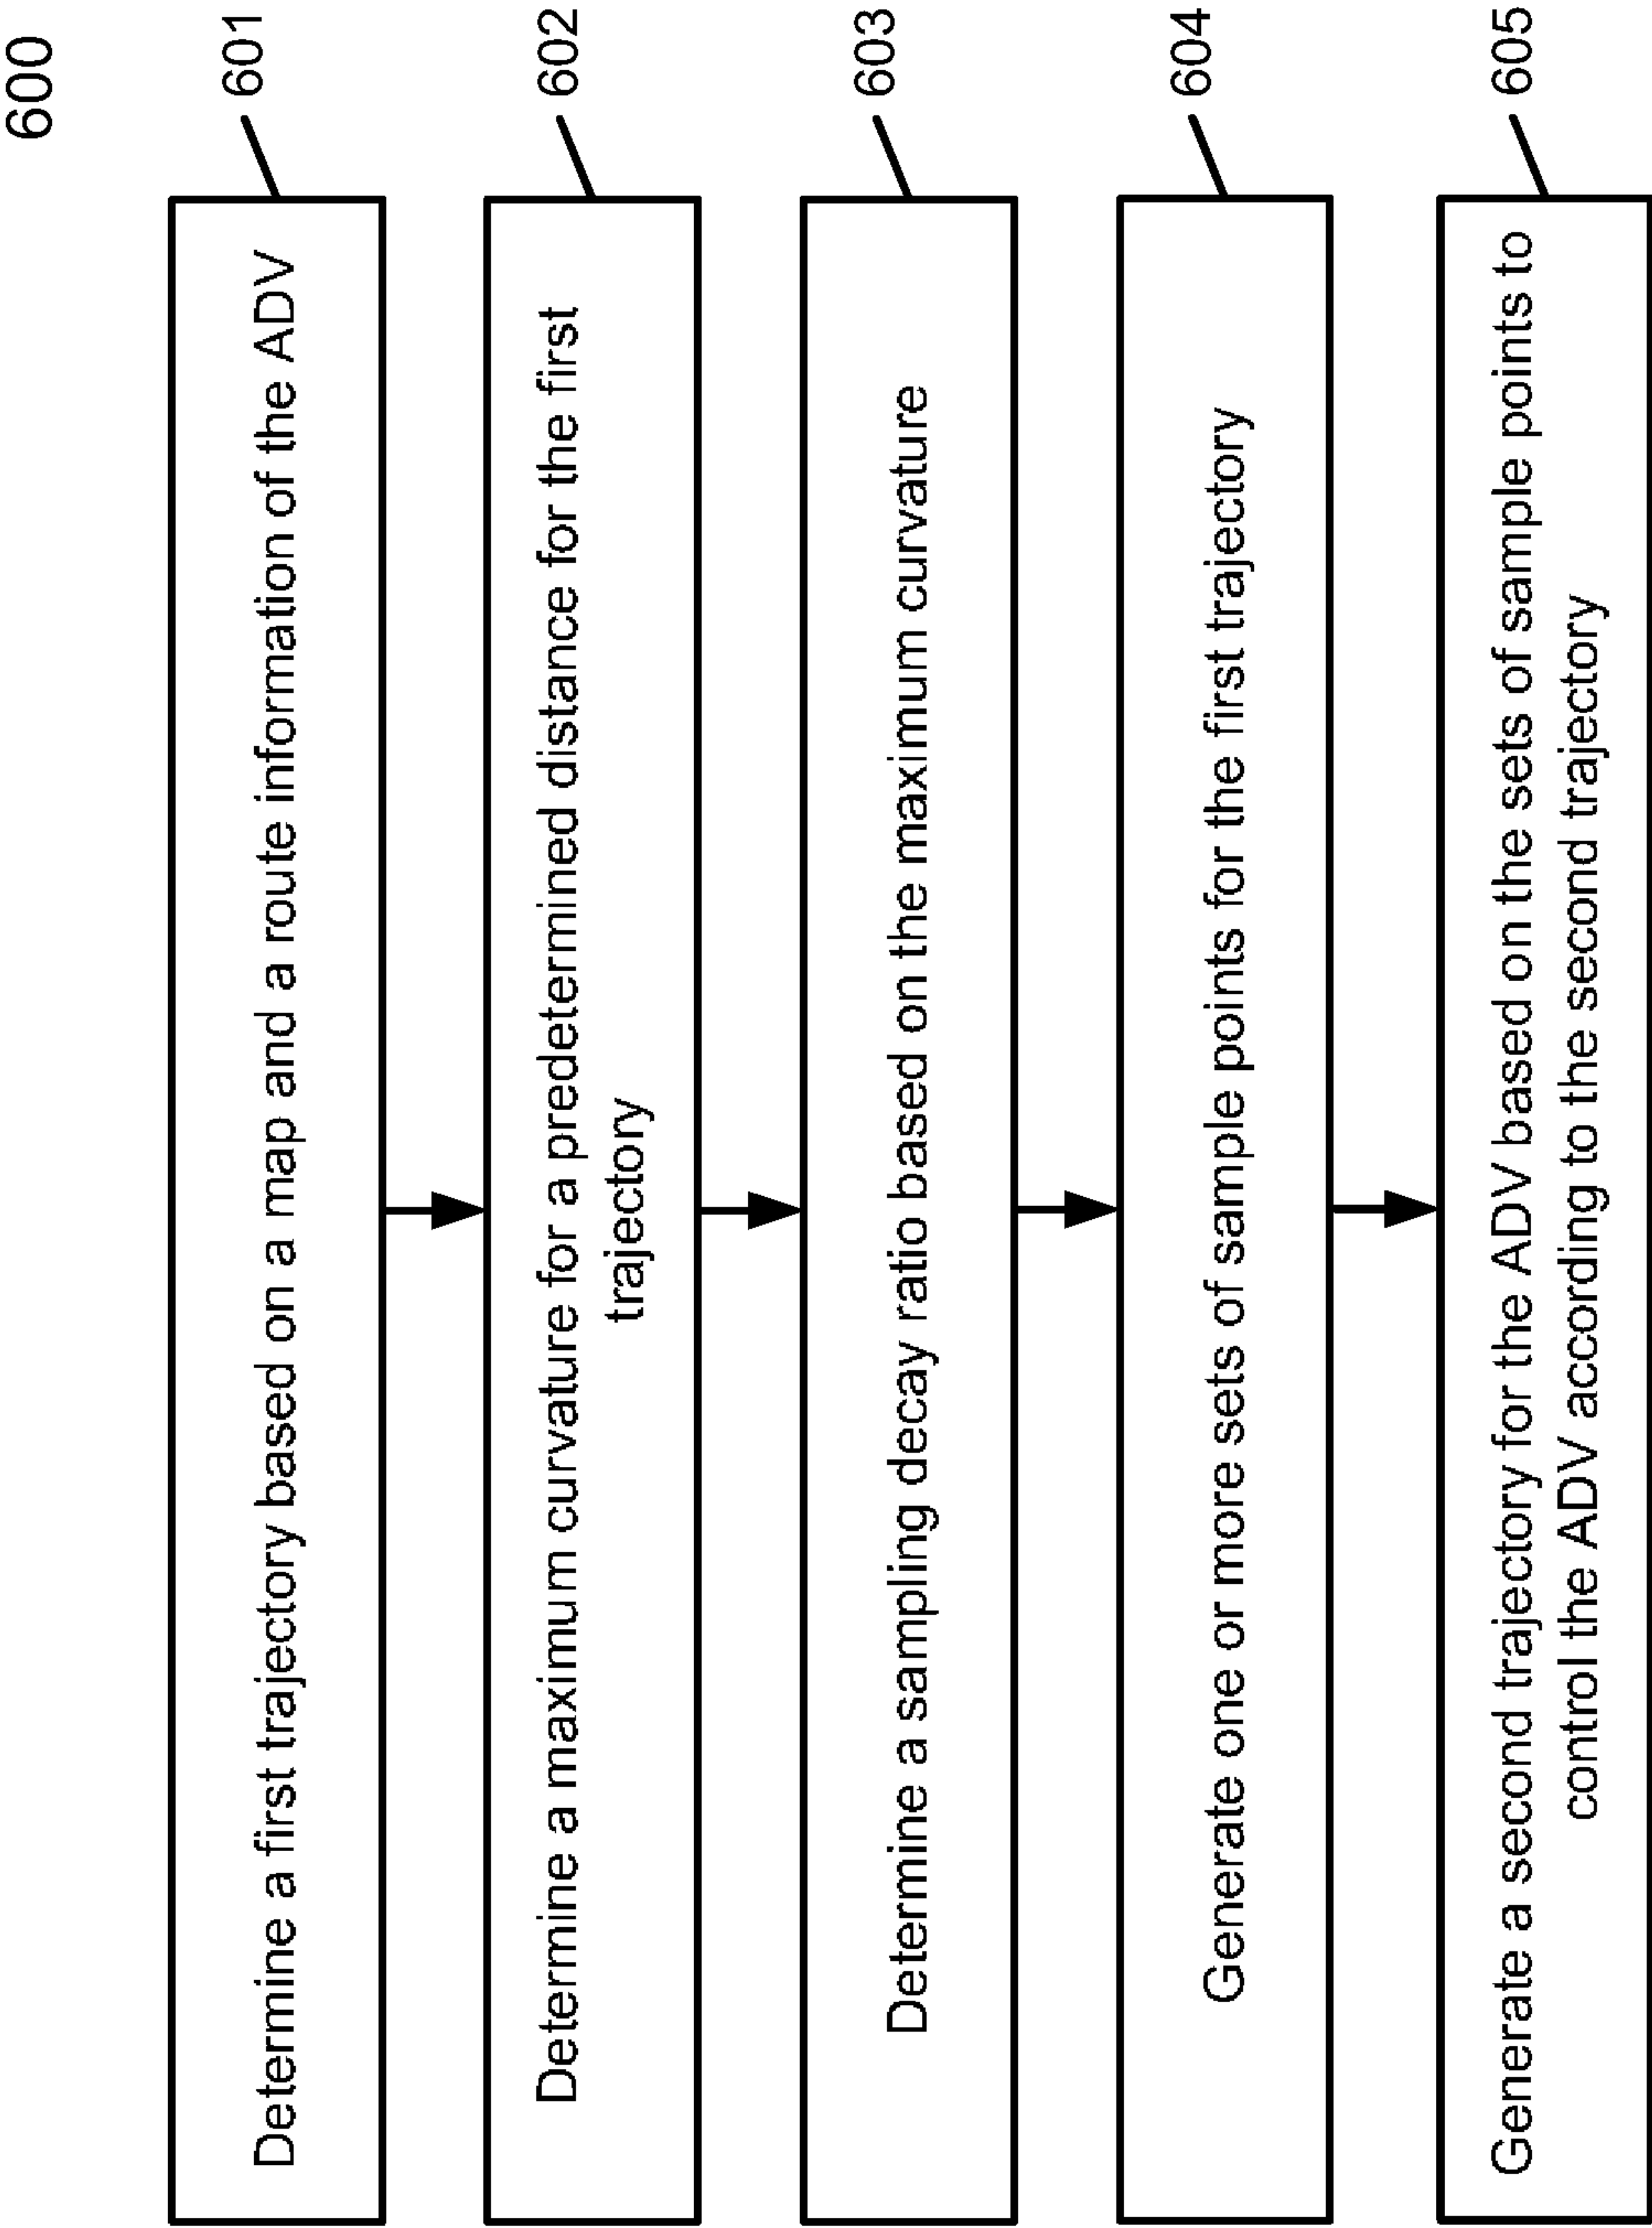 600
Determine a first trajectory based on a map and a route information of the ADV
601
Determine a maximum curvature for a predetermined distance for the first
trajectory
602
Determine a sampling decay ratio based on the maximum curvature
603
Generate one or more sets of sample points for the first trajectory
604
Generate a second trajectory for the ADV based on the sets of sample points to
control the ADV according to the second trajectory
605